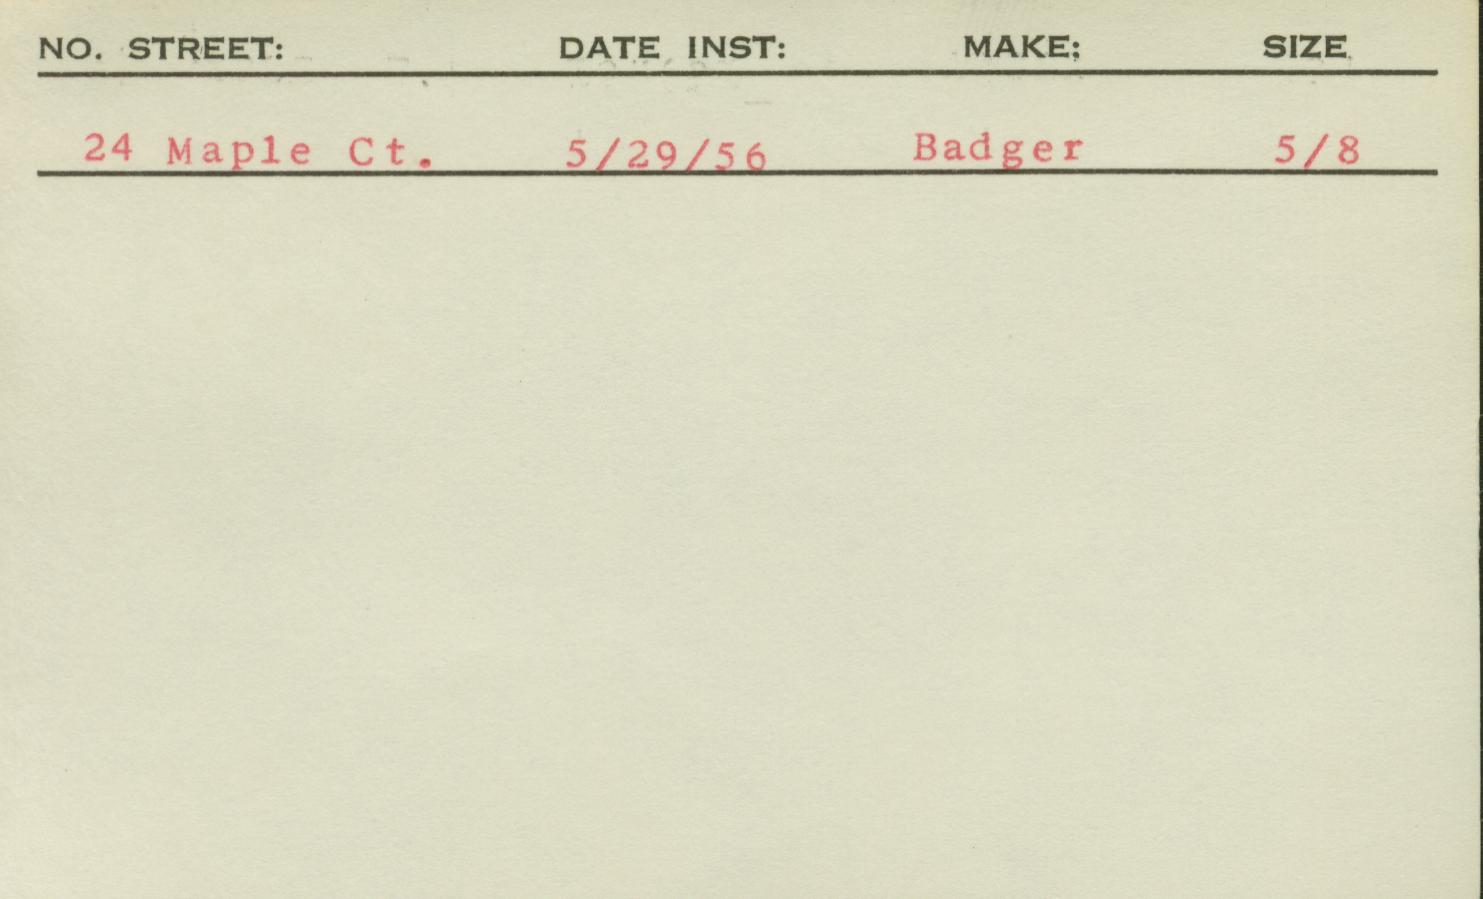 NO. STREET: DATE INST: MAKE; SIZE
24 Maple Ct. 5/29/56 Badger 5/8